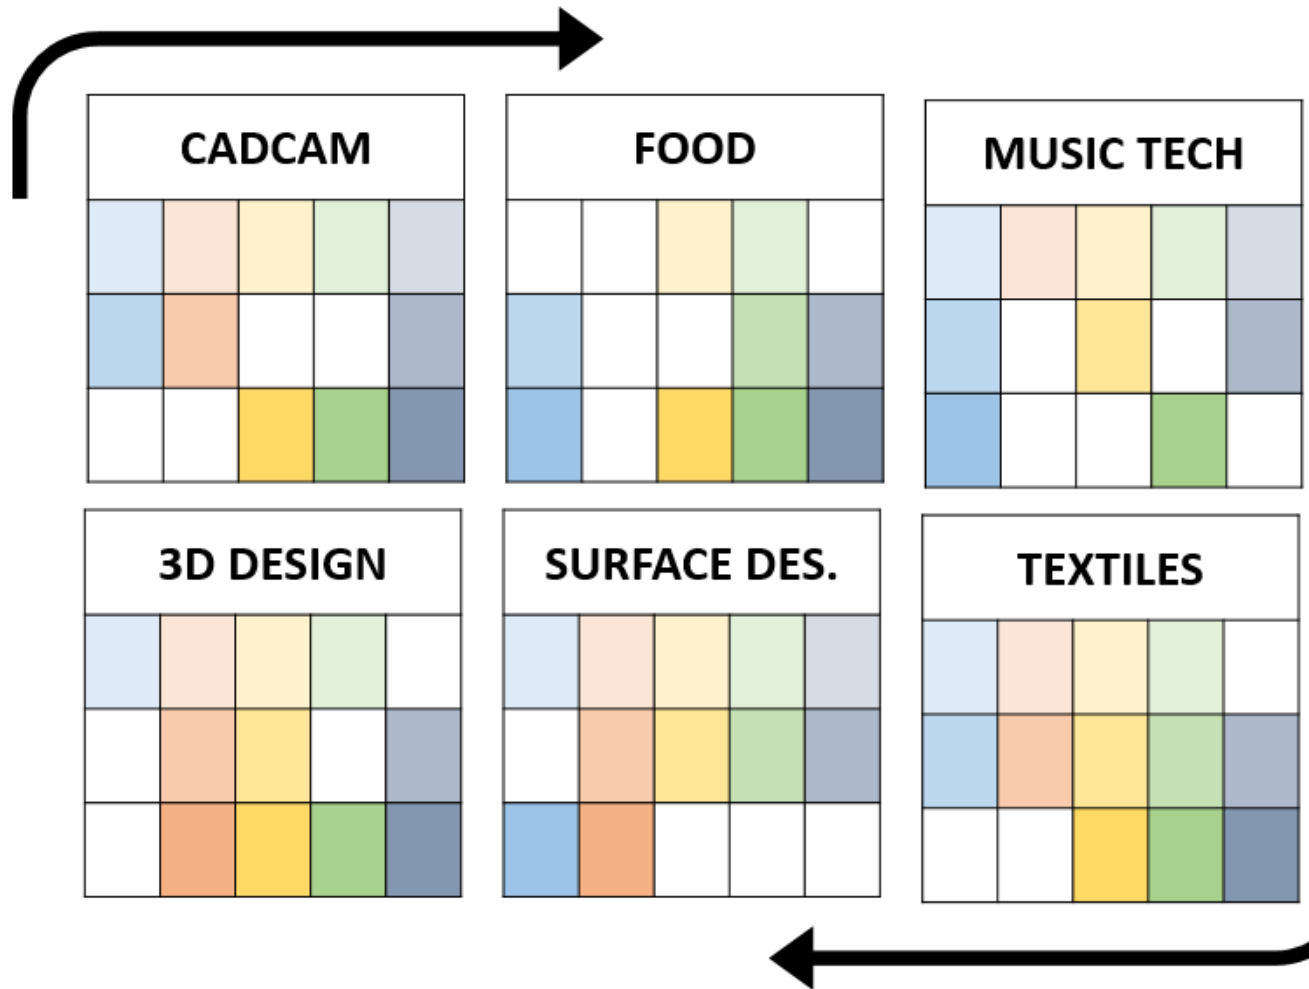 CADCAM
FOOD
MUSIC TECH
3D DESIGN
SURFACE DES.
TEXTILES